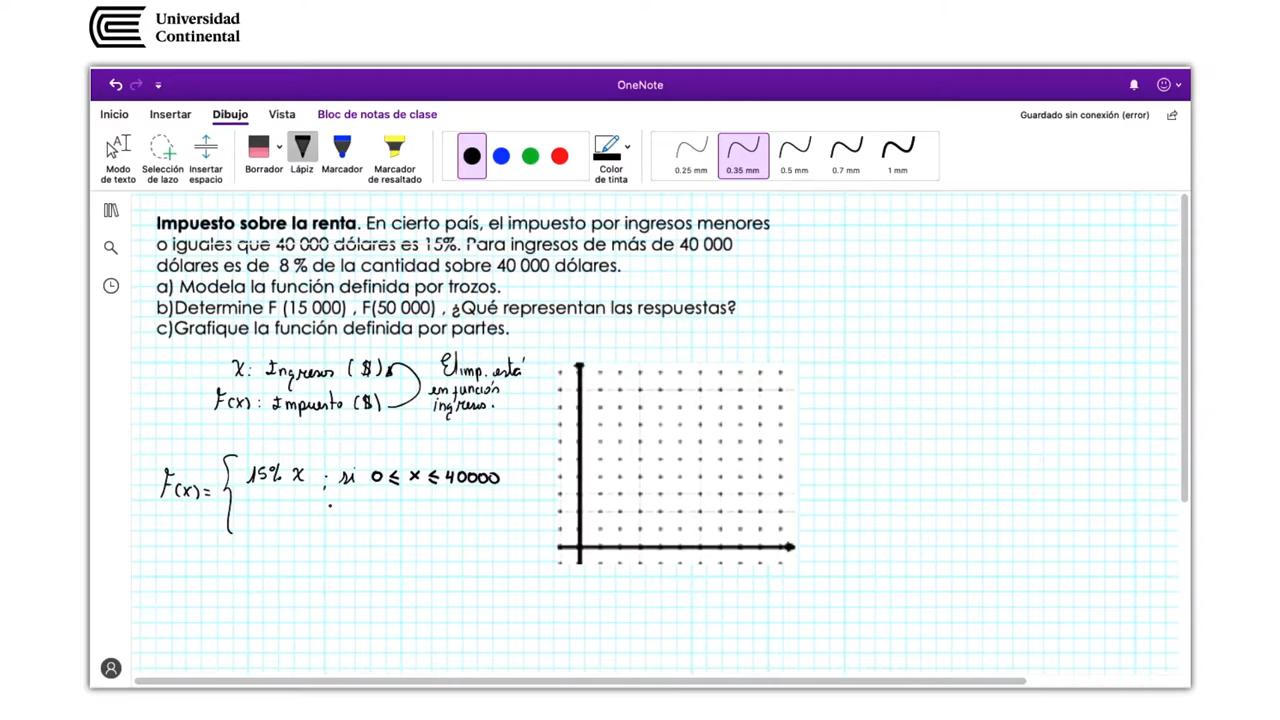 Universidad
Continental
OneNote
Inicio
Insertar
Dibujo
Vista
Bloc de notas de clase
Guardado sin conexión (error)
Modo
de texto
Selección
de lazo
Insertar
espacio
Borrador
Lápiz
Marcador
Marcador
de resaltado
Color
de tinta
0.25 mm
0.35 mm
0.5 mm
0.7 mm
1 mm
Impuesto sobre la renta. En cierto país, el impuesto por ingresos menores
o iguales que 40 000 dólares es 15%. Para ingresos de más de 40 000
dólares es de 8 % de la cantidad sobre 40 000 dólares.
a) Modela la función definida por trozos.
b)Determine F (15 000) , F(50 000) , ¿Qué representan las respuestas?
c)Grafique la función definida por partes.
x: Ingresos ($)
F(x): Impuesto ($)
El imp. está
en función
ingresos.
F(x) = { 15% x ; si 0 ≤ x ≤ 40000